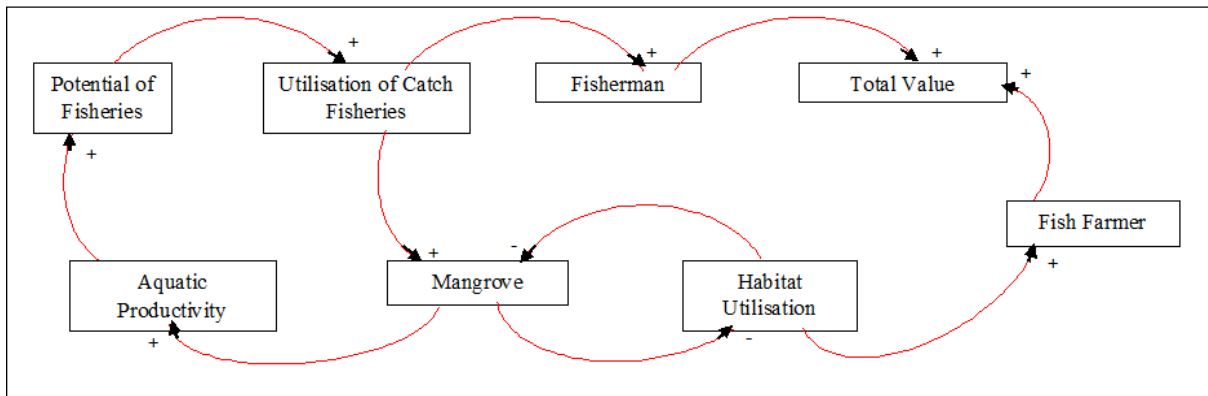 +
+
+
+
Potential of
Fisheries
Utilisation of Catch
Fisheries
Fisherman
Total Value
+
Fish Farmer
-
+
+
Aquatic
Productivity
Mangrove
Habitat
Utilisation
+
-